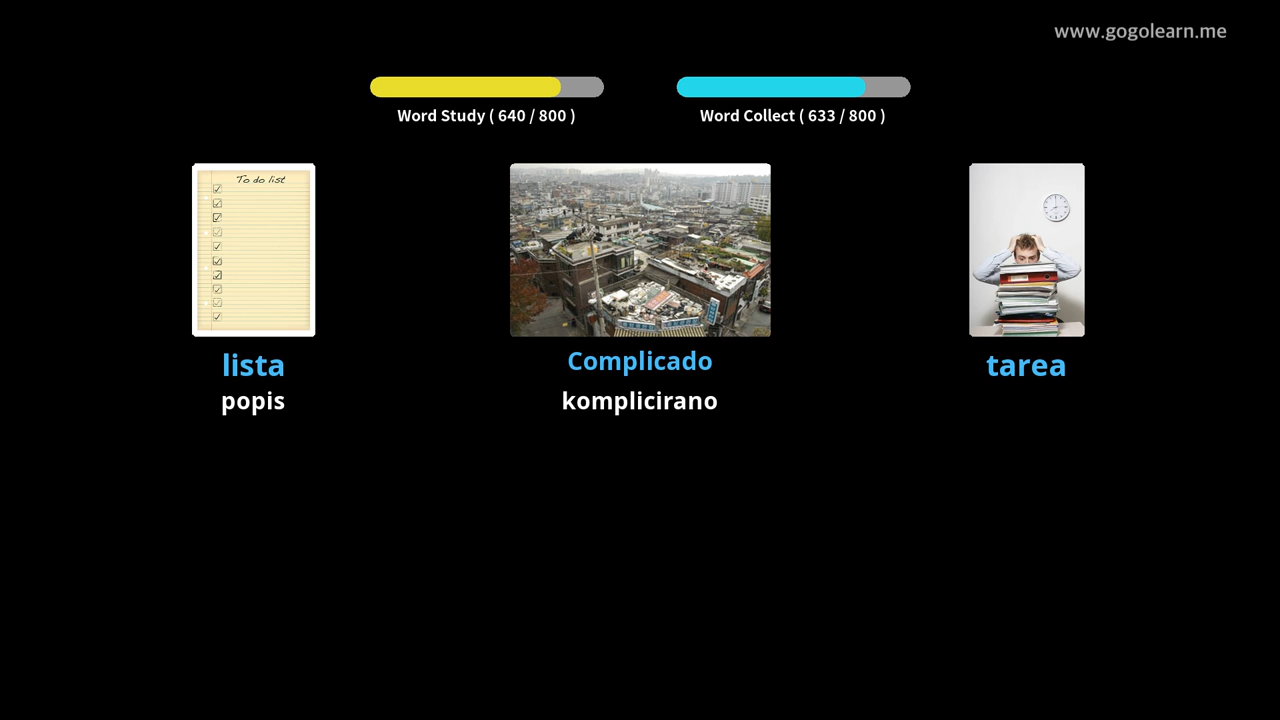 www.gogolearn.me
Word Study ( 640 / 800 )
Word Collect ( 633 / 800 )
To do list
lista
popis
Complicado
komplicirano
tarea